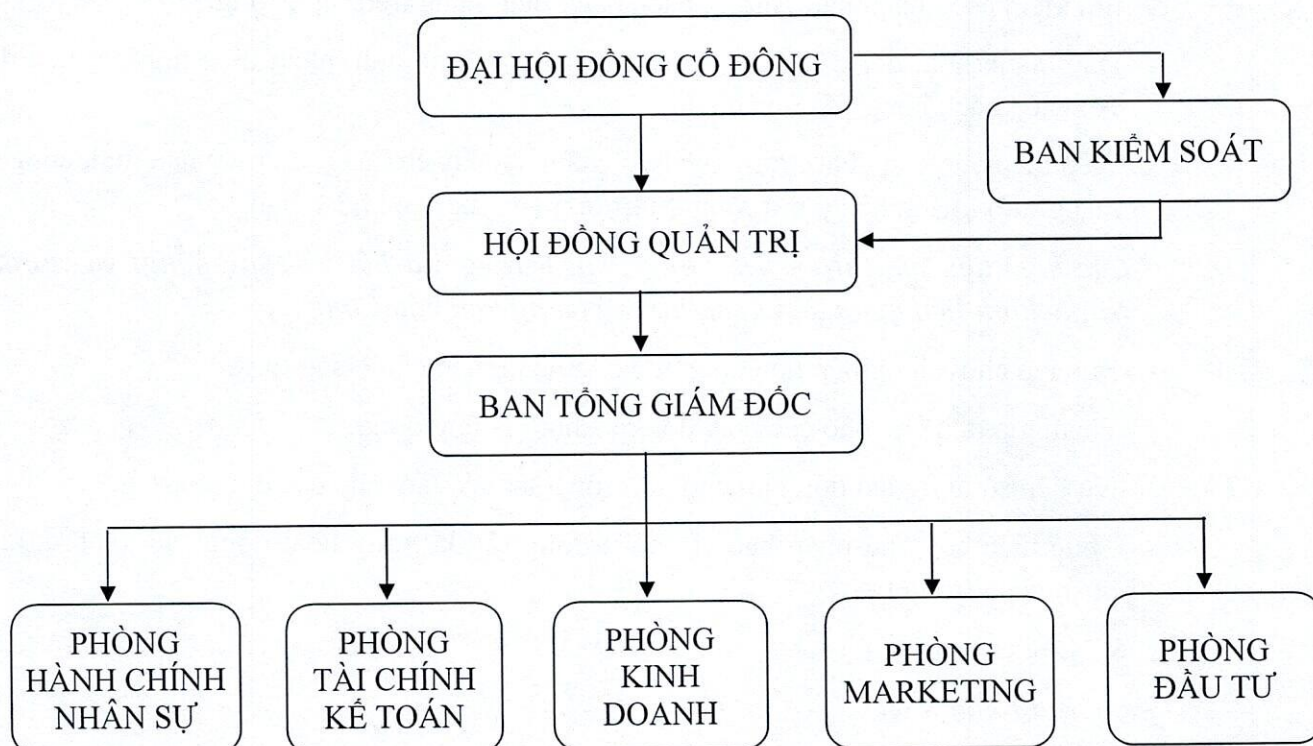 ĐẠI HỘI ĐỒNG CỔ ĐÔNG
BAN KIỂM SOÁT
HỘI ĐỒNG QUẢN TRỊ
BAN TỔNG GIÁM ĐỐC
PHÒNG
HÀNH CHÍNH
NHÂN SỰ
PHÒNG
TÀI CHÍNH
KẾ TOÁN
PHÒNG
KINH
DOANH
PHÒNG
MARKETING
PHÒNG
ĐẦU TƯ